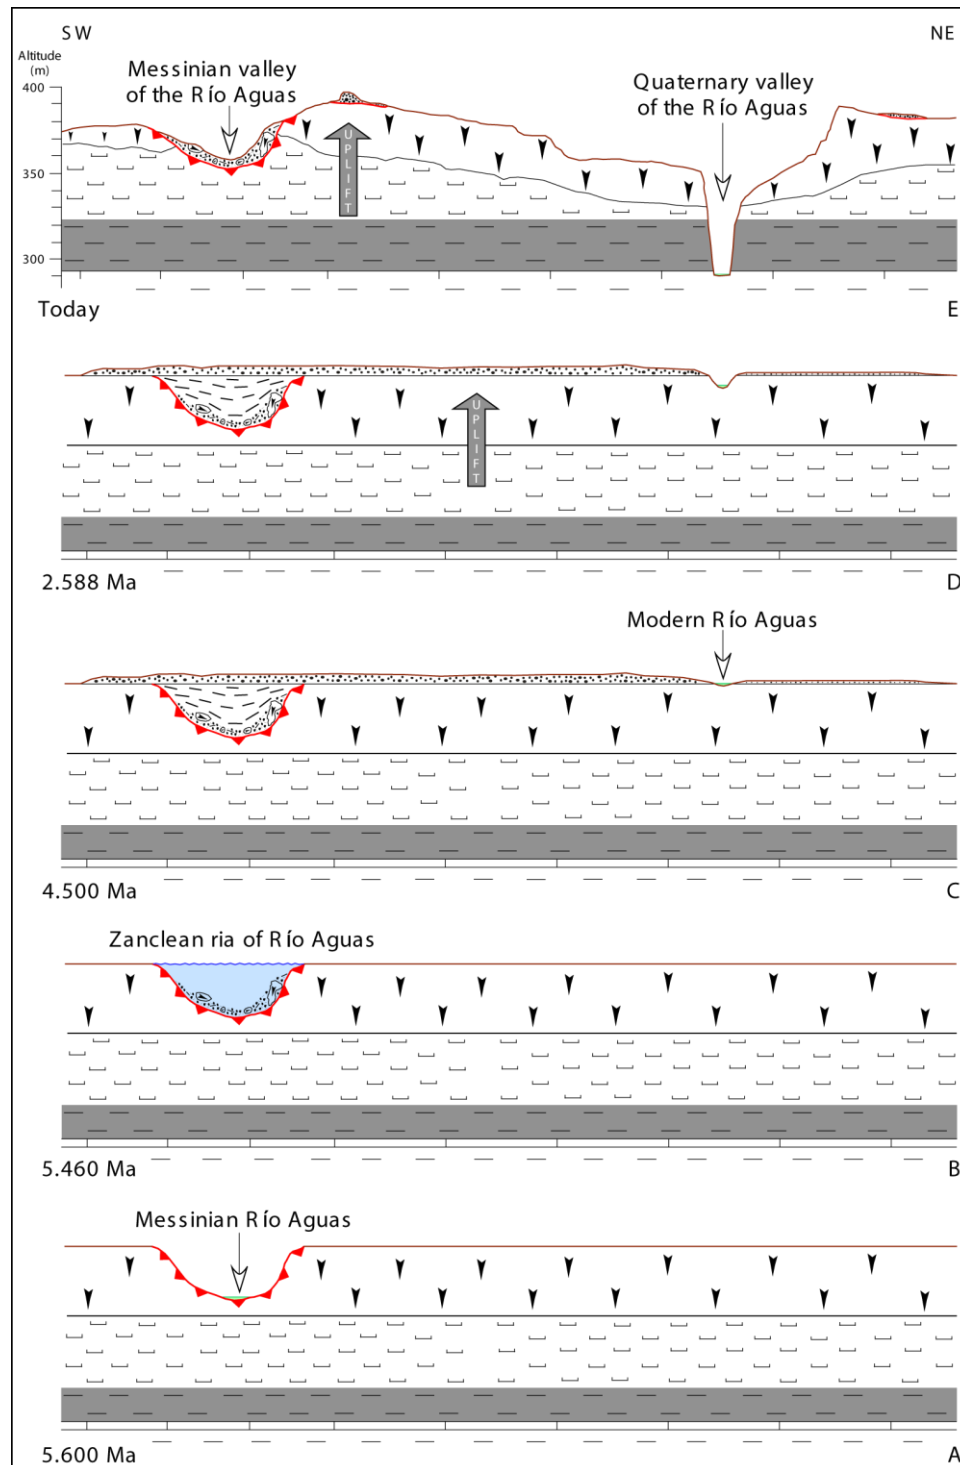 SW
NE
Altitude
(m)
Messinian valley
of the Río Aguas
Quaternary valley
of the Río Aguas
400
350
300
UPLIFT
Today
E
UPLIFT
2.588 Ma
D
Modern Río Aguas
4.500 Ma
C
Zanclean ria of Río Aguas
5.460 Ma
B
Messinian Río Aguas
5.600 Ma
A